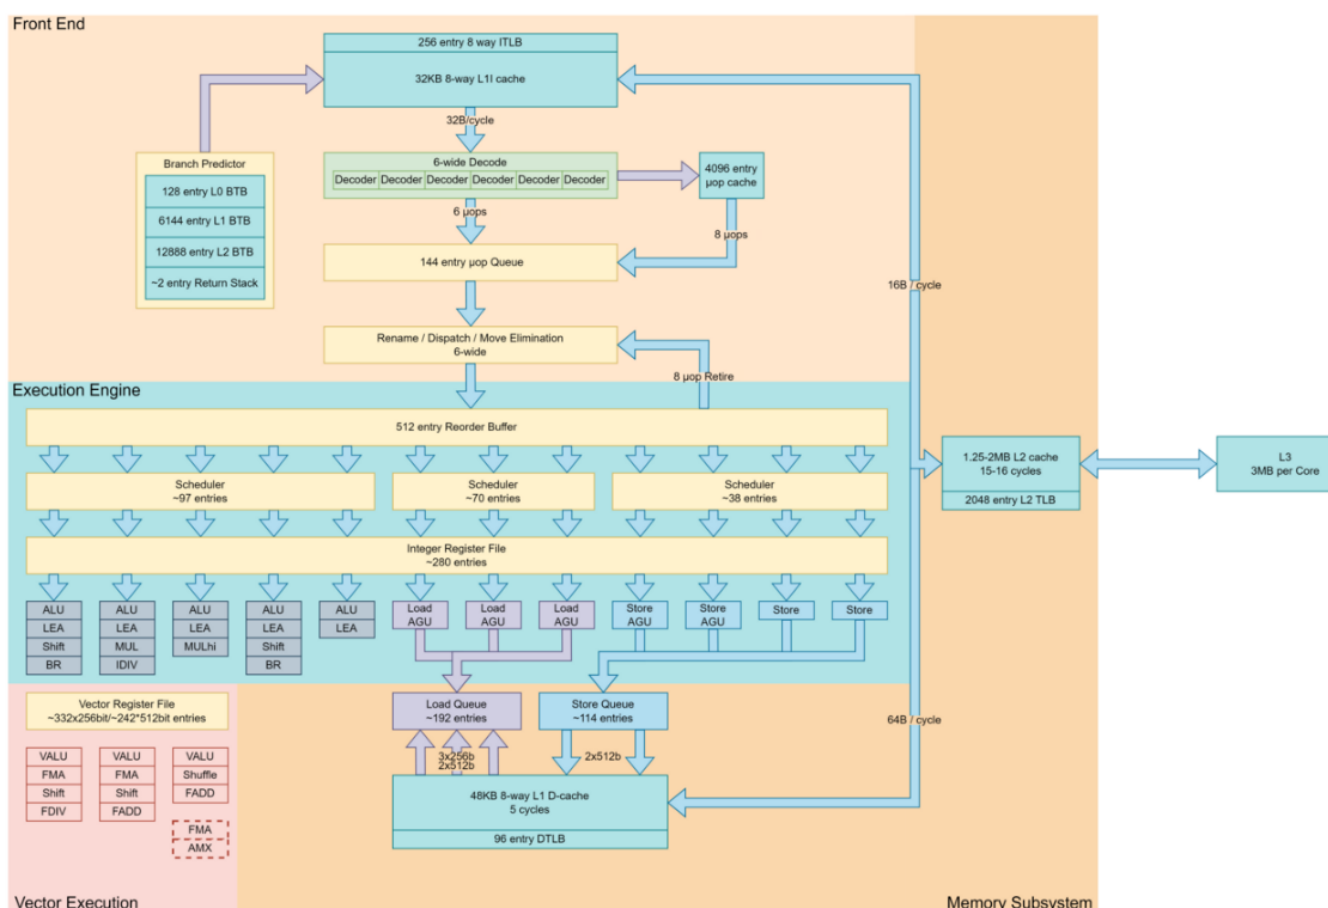 Front End
256 entry 8 way ITLB
32KB 8-way L1I cache
32B/cycle
Branch Predictor
128 entry L0 BTB
6144 entry L1 BTB
12888 entry L2 BTB
~2 entry Return Stack
6-wide Decode
Decoder Decoder Decoder Decoder Decoder Decoder
4096 entry
μop cache
6 μops
8 μops
144 entry μop Queue
16B / cycle
Rename / Dispatch / Move Elimination
6-wide
8 μop Retire
Execution Engine
512 entry Reorder Buffer
Scheduler
~97 entries
Scheduler
~70 entries
Scheduler
~38 entries
1.25-2MB L2 cache
15-16 cycles
2048 entry L2 TLB
L3
3MB per Core
Integer Register File
~280 entries
ALU
LEA
Shift
BR
ALU
LEA
MUL
IDIV
ALU
LEA
MULhi
ALU
LEA
Shift
BR
ALU
LEA
Load
AGU
Load
AGU
Load
AGU
Store
AGU
Store
AGU
Store
Store
Vector Register File
~332x256bit/~242*512bit entries
Load Queue
~192 entries
Store Queue
~114 entries
64B / cycle
3x256b
2x512b
2x512b
VALU
FMA
Shift
FDIV
VALU
FMA
Shift
FADD
VALU
Shuffle
FADD
FMA
AMX
48KB 8-way L1 D-cache
5 cycles
96 entry DTLB
Vector Execution
Memory Subsystem